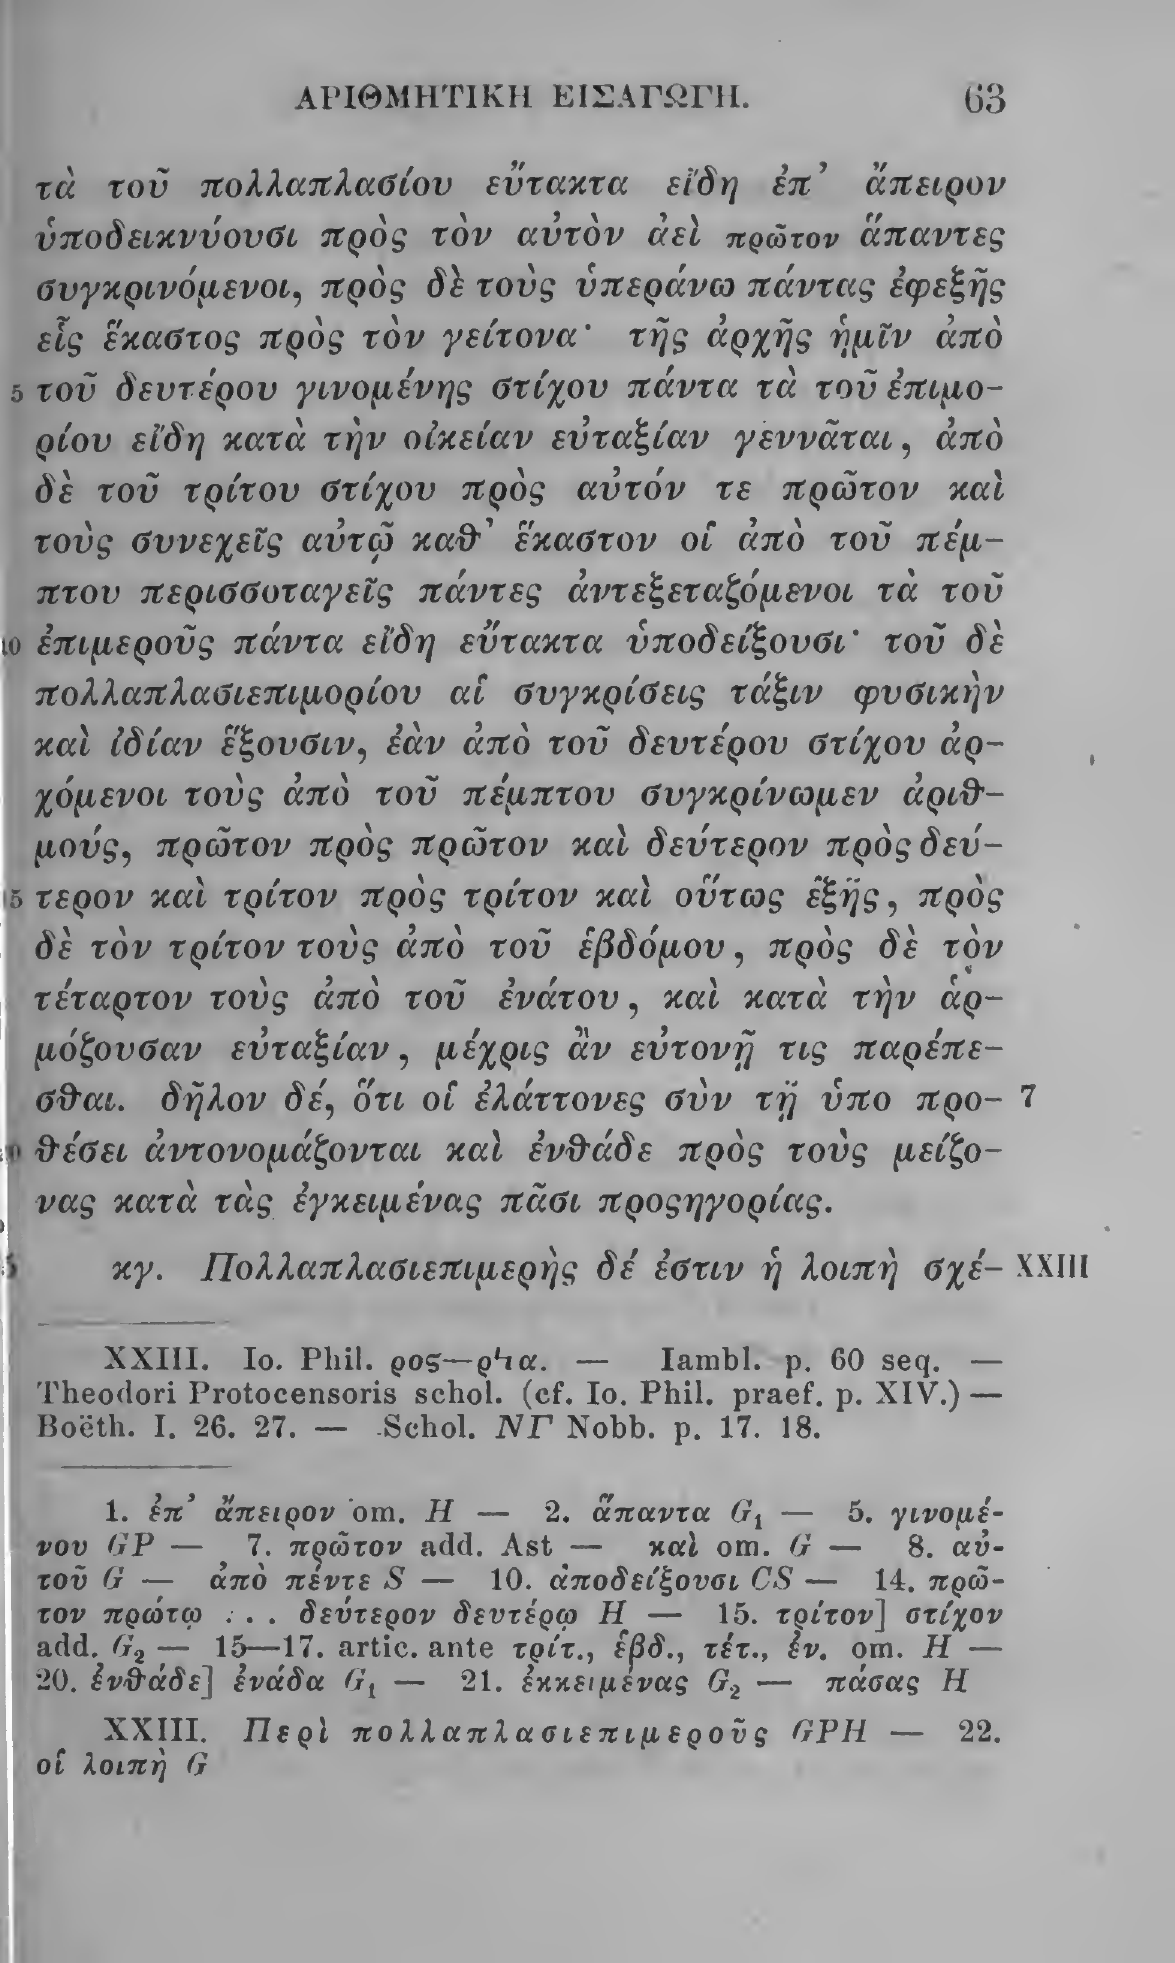 ΑΡΙΘΜΗΤΙΚΗ ΕΙΣΑΓΩΓΗ. 63
τὰ τοῦ πολλαπλασίου εὔτακτα εἴδη ἐπ’ ἄπειρον
ὑποδεικνύουσι πρὸς τὸν αὐτὸν ἀεὶ πρῶτον ἅπαντες
συγκρινόμενοι, πρὸς δὲ τοὺς ὑπεράνω πάντας ἐφεξῆς
εἷς ἕκαστος πρὸς τὸν γείτονα· τῆς ἀρχῆς ἡμῖν ἀπὸ
5 τοῦ δευτέρου γινομένης στίχου πάντα τὰ τοῦ ἐπιμο-
ρίου εἴδη κατὰ τὴν οἰκείαν εὐταξίαν γεννᾶται, ἀπὸ
δὲ τοῦ τρίτου στίχου πρὸς αὐτόν τε πρῶτον καὶ
τοὺς συνεχεῖς αὐτῷ καθ’ ἕκαστον οἱ ἀπὸ τοῦ πέμ-
πτου περισσοταγεῖς πάντες ἀντεξεταζόμενοι τὰ τοῦ
10 ἐπιμεροῦς πάντα εἴδη εὔτακτα ὑποδείξουσι· τοῦ δὲ
πολλαπλασιεπιμορίου αἱ συγκρίσεις τάξιν φυσικὴν
καὶ ἰδίαν ἕξουσιν, ἐὰν ἀπὸ τοῦ δευτέρου στίχου ἀρ-
χόμενοι τοὺς ἀπὸ τοῦ πέμπτου συγκρίνωμεν ἀριθ-
μούς, πρῶτον πρὸς πρῶτον καὶ δεύτερον πρὸς δεύ-
15 τερον καὶ τρίτον πρὸς τρίτον καὶ οὕτως ἑξῆς, πρὸς
δὲ τὸν τρίτον τοὺς ἀπὸ τοῦ ἑβδόμου, πρὸς δὲ τὸν
τέταρτον τοὺς ἀπὸ τοῦ ἐνάτου, καὶ κατὰ τὴν ἁρ-
μόζουσαν εὐταξίαν, μέχρις ἂν εὐτονῇ τις παρέπε-
σθαι. δῆλον δέ, ὅτι οἱ ἐλάττονες σὺν τῇ ὑπο προ- 7
20 θέσει ἀντονομάζονται καὶ ἐνθάδε πρὸς τοὺς μείζο-
νας κατὰ τὰς ἐγκειμένας πᾶσι προςηγορίας.
κγ. Πολλαπλασιεπιμερὴς δέ ἐστιν ἡ λοιπὴ σχέ- XXIII
XXIII. Io. Phil. ρος—ρϟια. — Iambl. p. 60 seq. —
Theodori Protocensoris schol. (cf. Io. Phil. praef. p. XIV.) —
Boëth. I. 26. 27. — Schol. NΓ Nobb. p. 17. 18.
1. ἐπ’ ἄπειρον om. H — 2. ἅπαντα G₁ — 5. γινομέ-
νου GP — 7. πρῶτον add. Ast — καὶ om. G — 8. αὐ-
τοῦ G — ἀπὸ πέντε S — 10. ἀποδείξουσι CS — 14. πρῶ-
τον πρώτῳ . . . δεύτερον δευτέρῳ H — 15. τρίτον] στίχον
add. G₂ — 15—17. artic. ante τρίτ., ἑβδ., τέτ., ἐν. om. H —
20. ἐνθάδε] ἐνάδα G₁ — 21. ἐκκειμένας G₂ — πάσας H
XXIII. Περὶ πολλαπλασιεπιμεροῦς GPH — 22.
οἱ λοιπὴ G